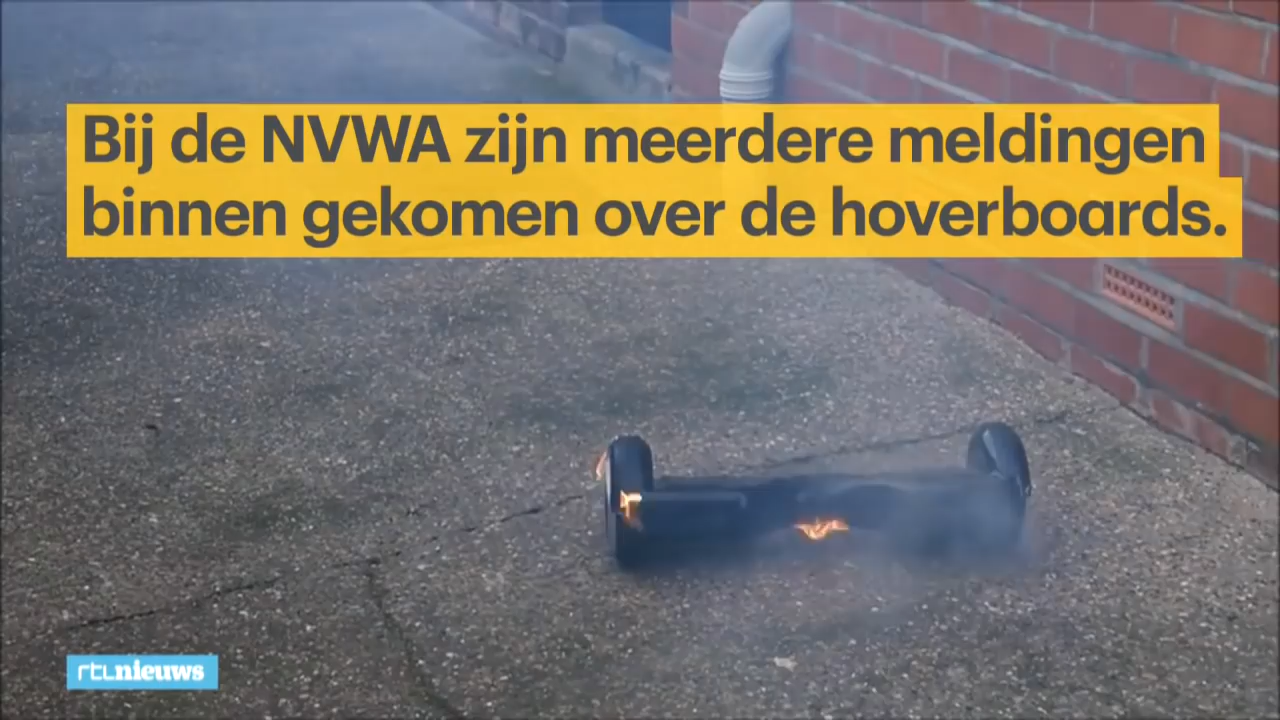 Bij de NVWA zijn meerdere meldingen
binnen gekomen over de hoverboards.
rtlnieuws